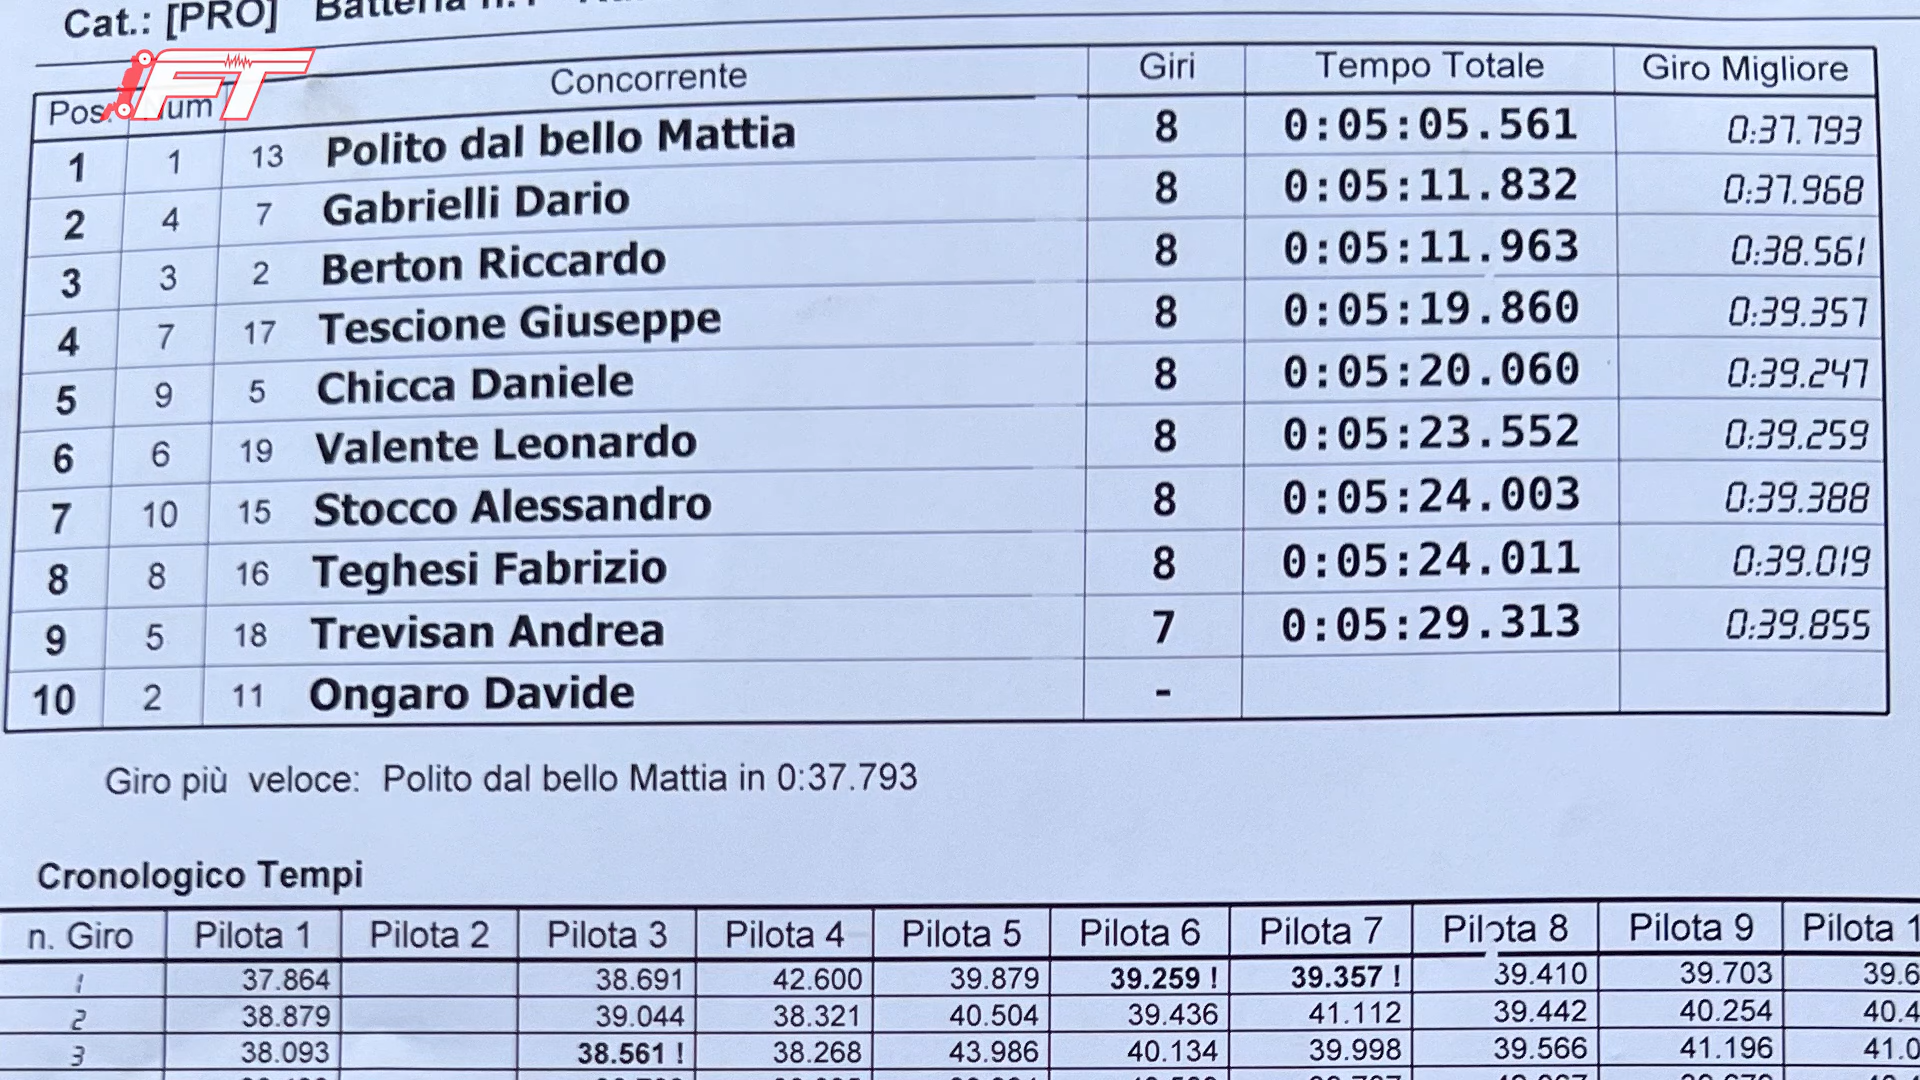 Cat.: [PRO] Batteria n.
iFT
Pos. Num Concorrente Giri Tempo Totale Giro Migliore
1 1 13 Polito dal bello Mattia 8 0:05:05.561 0:37.793
2 4 7 Gabrielli Dario 8 0:05:11.832 0:37.968
3 3 2 Berton Riccardo 8 0:05:11.963 0:38.561
4 7 17 Tescione Giuseppe 8 0:05:19.860 0:39.357
5 9 5 Chicca Daniele 8 0:05:20.060 0:39.247
6 6 19 Valente Leonardo 8 0:05:23.552 0:39.259
7 10 15 Stocco Alessandro 8 0:05:24.003 0:39.388
8 8 16 Teghesi Fabrizio 8 0:05:24.011 0:39.019
9 5 18 Trevisan Andrea 7 0:05:29.313 0:39.855
10 2 11 Ongaro Davide -
Giro più veloce: Polito dal bello Mattia in 0:37.793
Cronologico Tempi
n. Giro Pilota 1 Pilota 2 Pilota 3 Pilota 4 Pilota 5 Pilota 6 Pilota 7 Pilota 8 Pilota 9 Pilota 1
1 37.864 38.691 42.600 39.879 39.259 ! 39.357 ! 39.410 39.703 39.6
2 38.879 39.044 38.321 40.504 39.436 41.112 39.442 40.254 40.4
3 38.093 38.561 ! 38.268 43.986 40.134 39.998 39.566 41.196 41.0